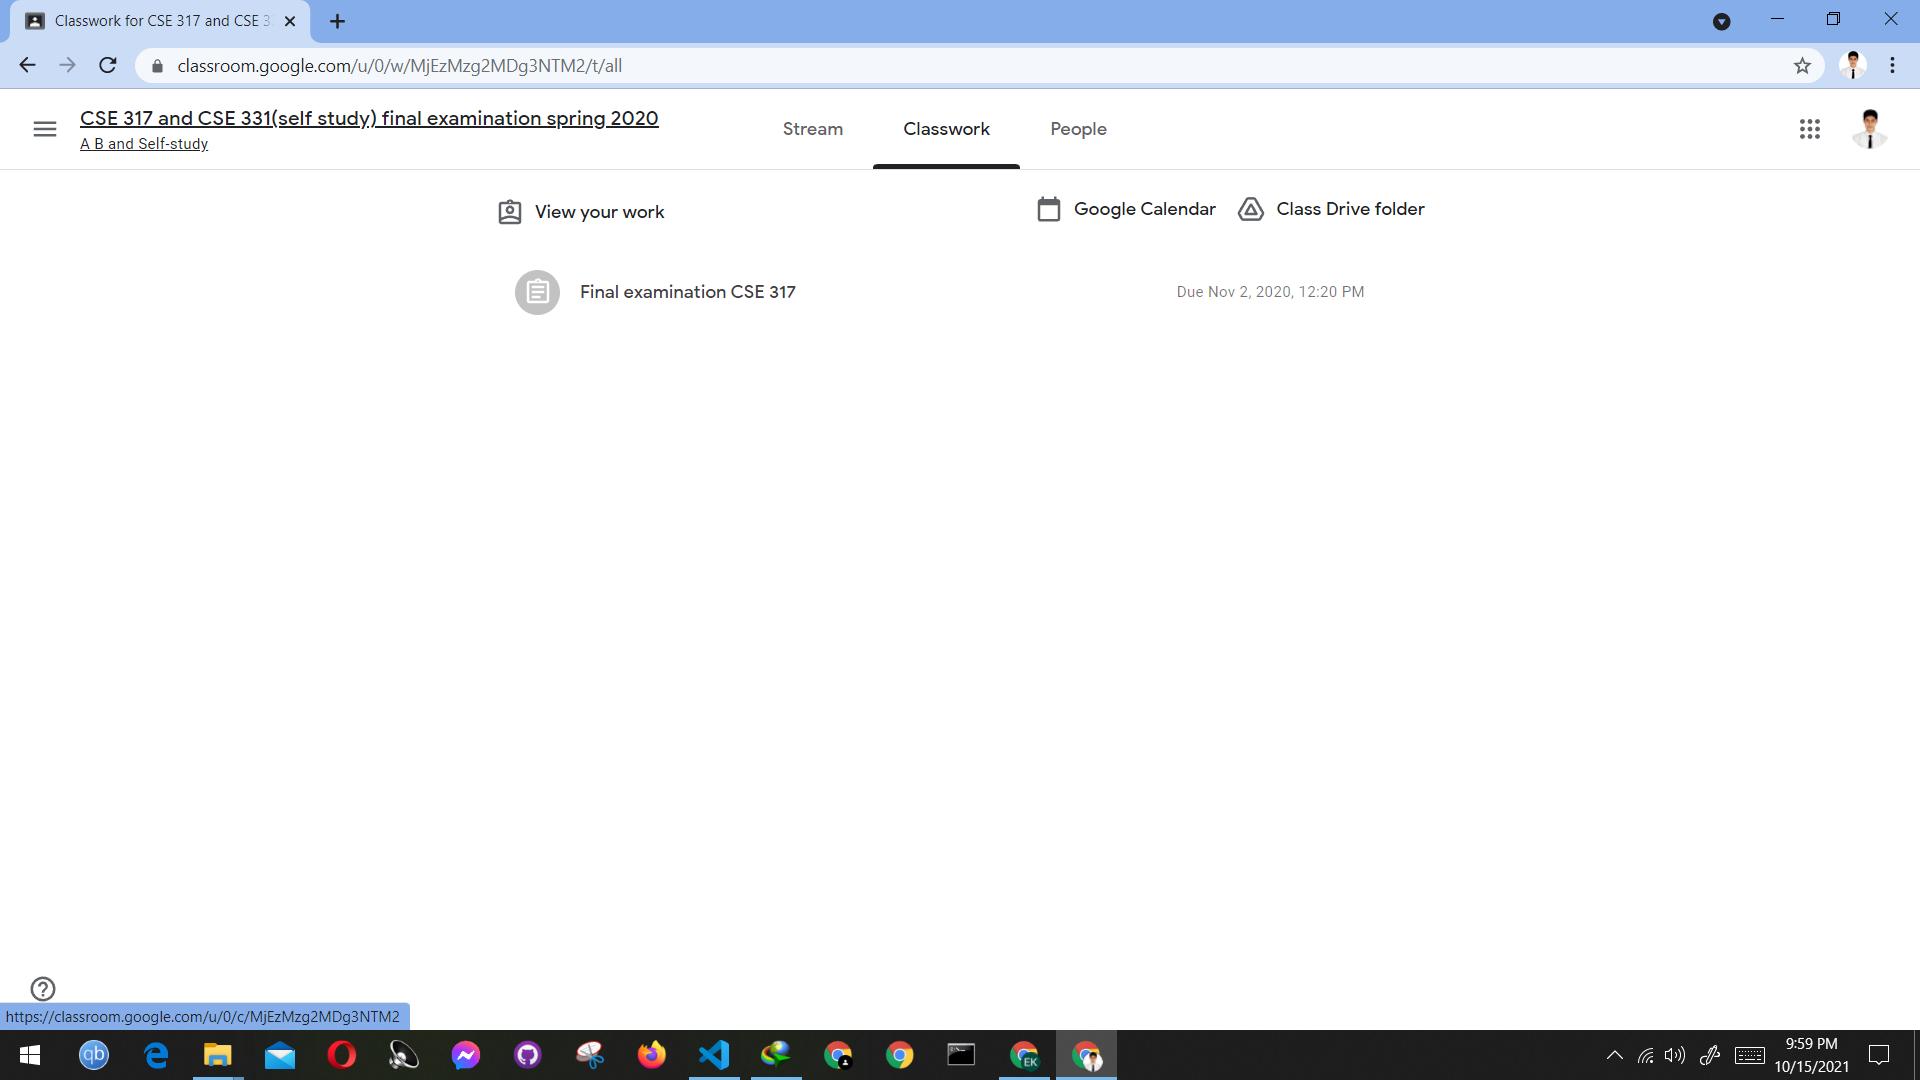 Classwork for CSE 317 and CSE 3
classroom.google.com/u/0/w/MjEzMzg2MDg3NTM2/t/all
CSE 317 and CSE 331(self study) final examination spring 2020
A B and Self-study
Stream
Classwork
People
View your work
Google Calendar
Class Drive folder
Final examination CSE 317
Due Nov 2, 2020, 12:20 PM
https://classroom.google.com/u/0/c/MjEzMzg2MDg3NTM2
qb
EK
9:59 PM
10/15/2021